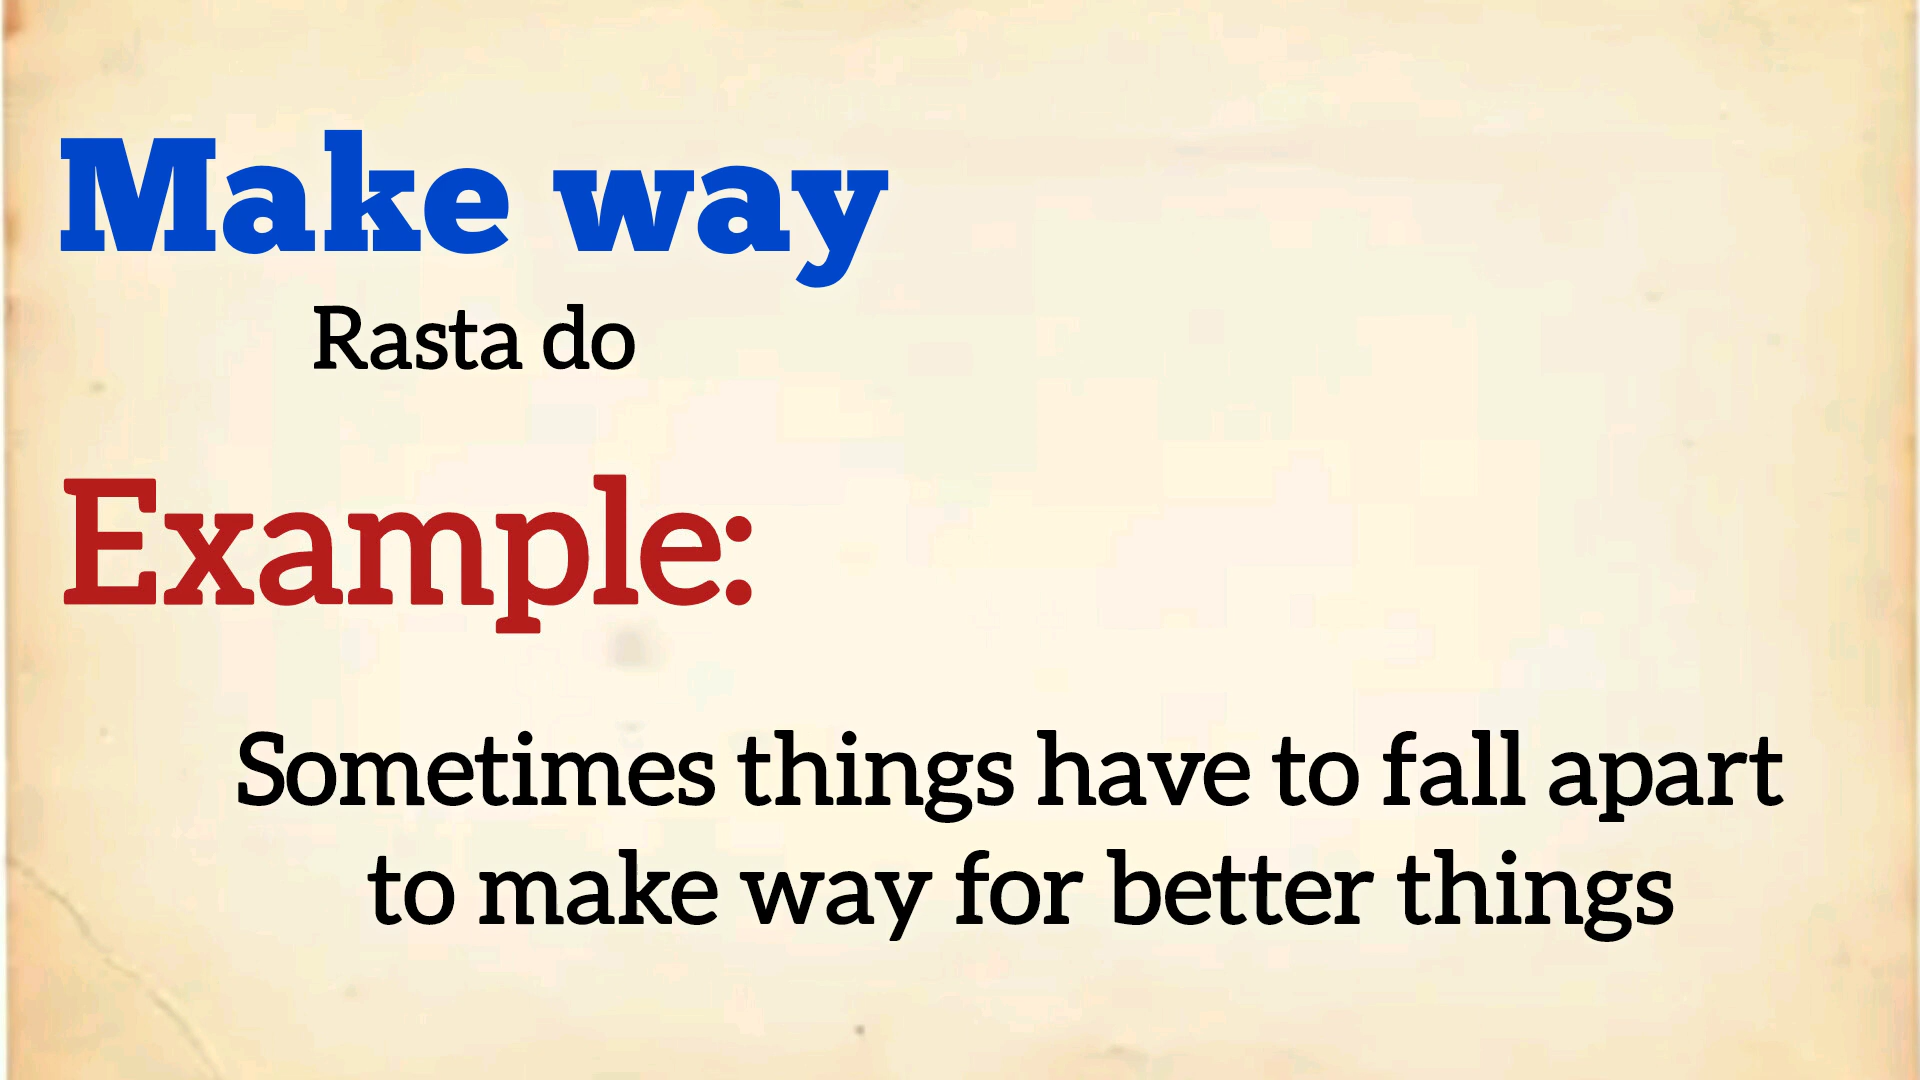 Make way
Rasta do
Example:
Sometimes things have to fall apart
to make way for better things